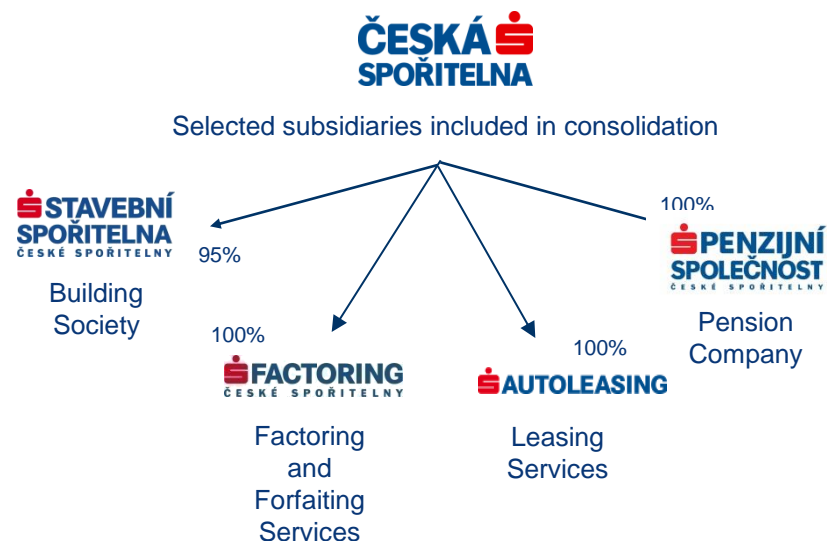 ČESKÁ
SPOŘITELNA
Selected subsidiaries included in consolidation
STAVEBNÍ
SPOŘITELNA
ČESKÉ SPOŘITELNY
95%
Building
Society
100%
FACTORING
ČESKÉ SPOŘITELNY
Factoring
and
Forfaiting
Services
100%
AUTOLEASING
Leasing
Services
100%
PENZIJNÍ
SPOLEČNOST
ČESKÉ SPOŘITELNY
Pension
Company